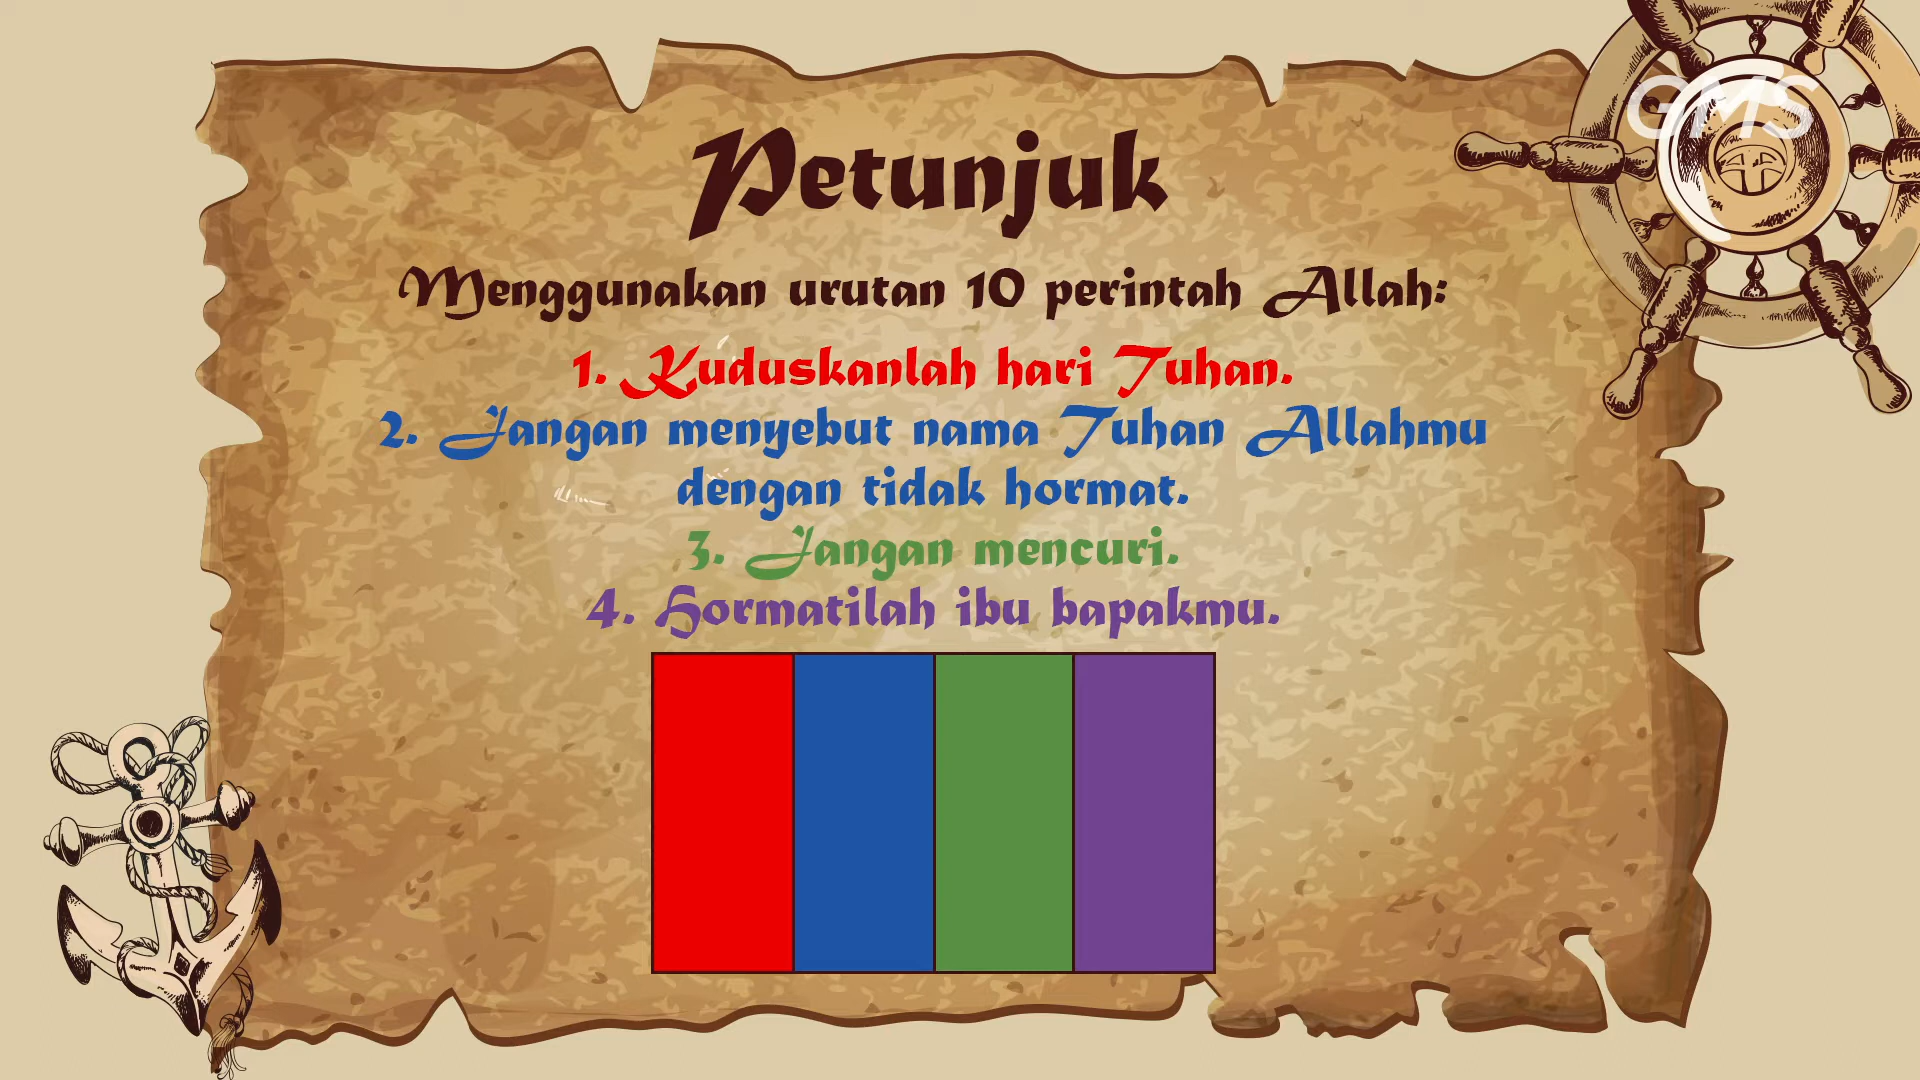 GMS
Petunjuk
Menggunakan urutan 10 perintah Allah:
1. Kuduskanlah hari Tuhan.
2. Jangan menyebut nama Tuhan Allahmu
dengan tidak hormat.
3. Jangan mencuri.
4. Hormatilah ibu bapakmu.